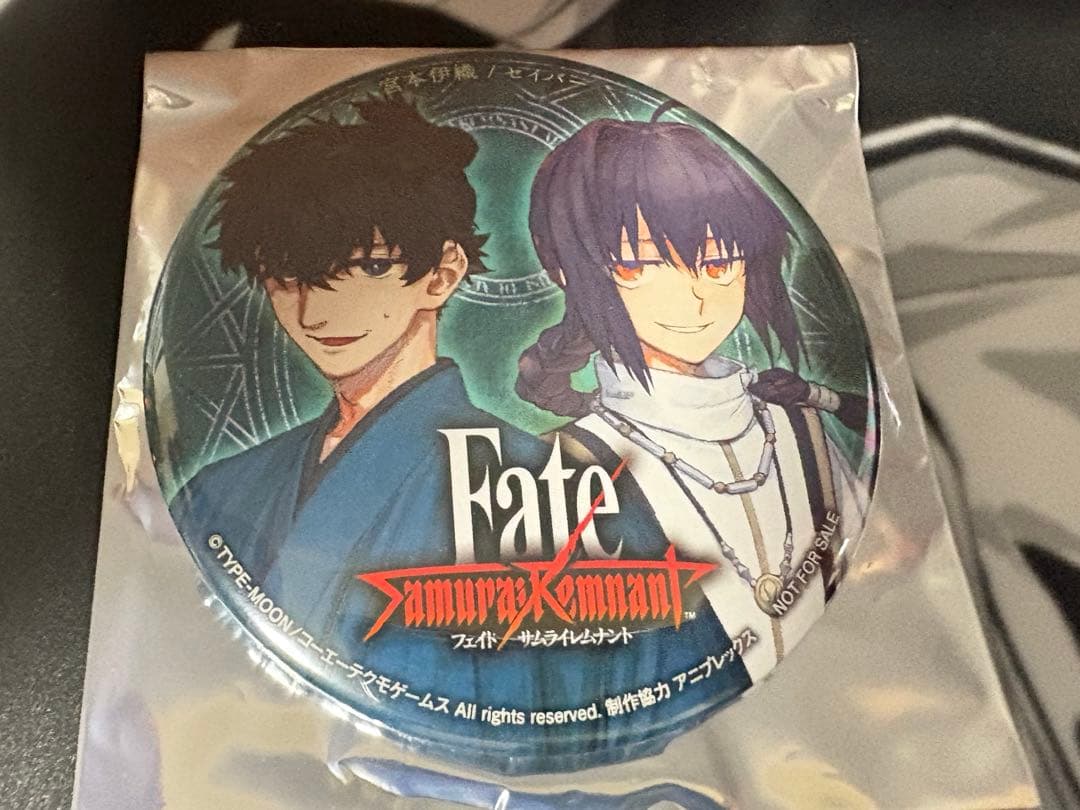 宮本伊織 / セイバー
Fate
Samurai Remnant™
フェイト／サムライレムナント
©TYPE-MOON/コーエーテクモゲームス All rights reserved. 制作協力 アニプレックス
NOT FOR SALE